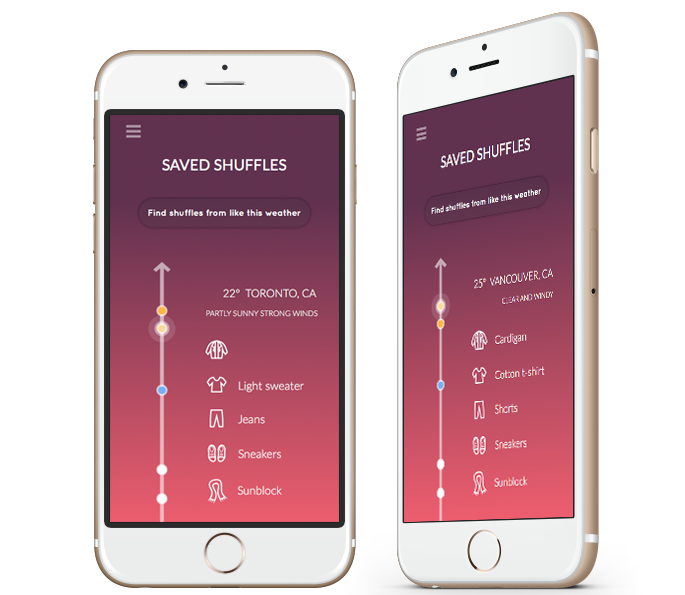 SAVED SHUFFLES
Find shuffles from like this weather
22° TORONTO, CA
PARTLY SUNNY STRONG WINDS
Light sweater
Jeans
Sneakers
Sunblock
SAVED SHUFFLES
Find shuffles from like this weather
25° VANCOUVER, CA
CLEAR AND WINDY
Cardigan
Cotton t-shirt
Shorts
Sneakers
Sunblock